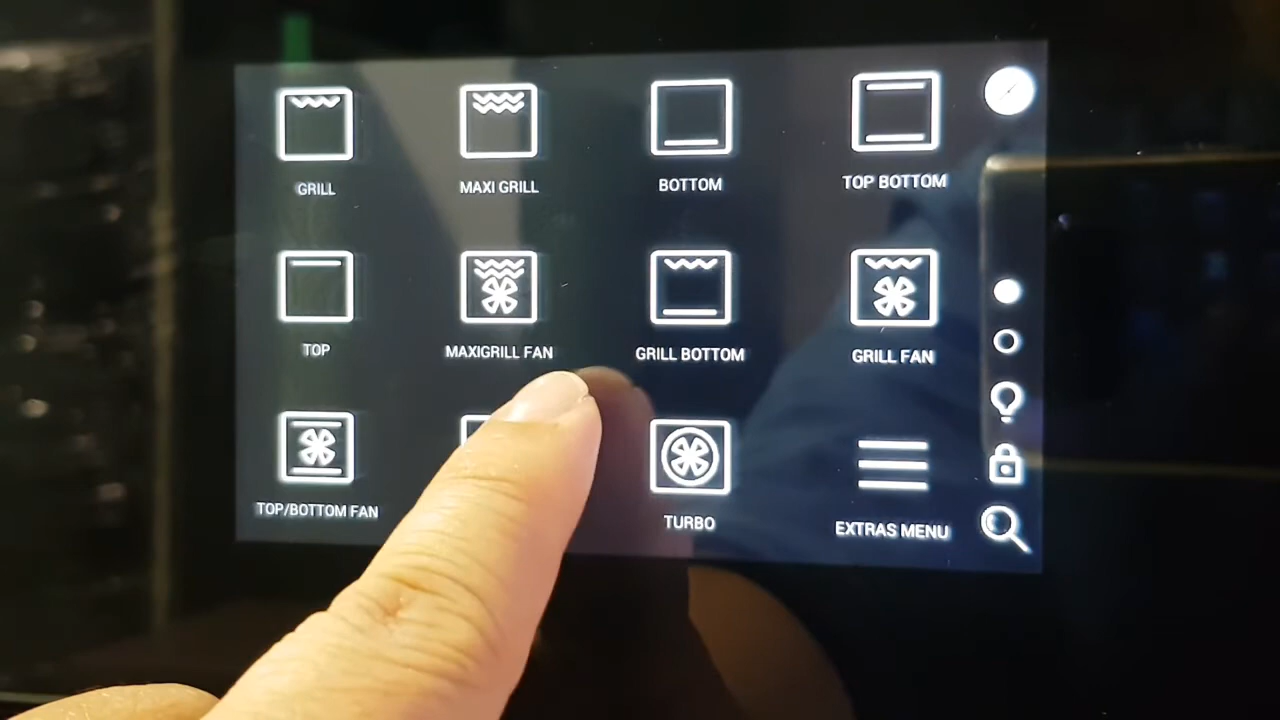 GRILL
MAXI GRILL
BOTTOM
TOP BOTTOM
TOP
MAXIGRILL FAN
GRILL BOTTOM
GRILL FAN
TOP/BOTTOM FAN
TURBO
EXTRAS MENU